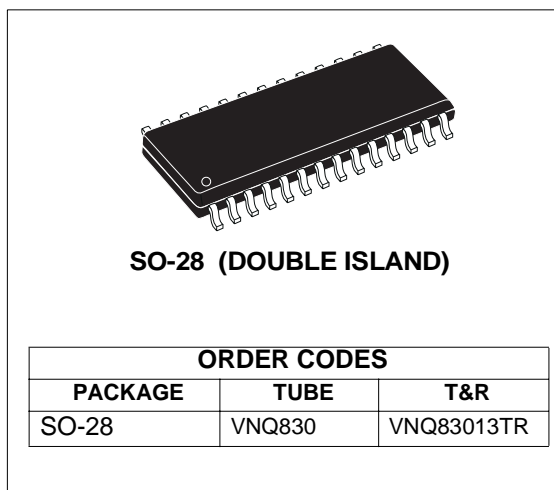 SO-28 (DOUBLE ISLAND)
ORDER CODES
PACKAGE TUBE T&R
SO-28 VNQ830 VNQ83013TR